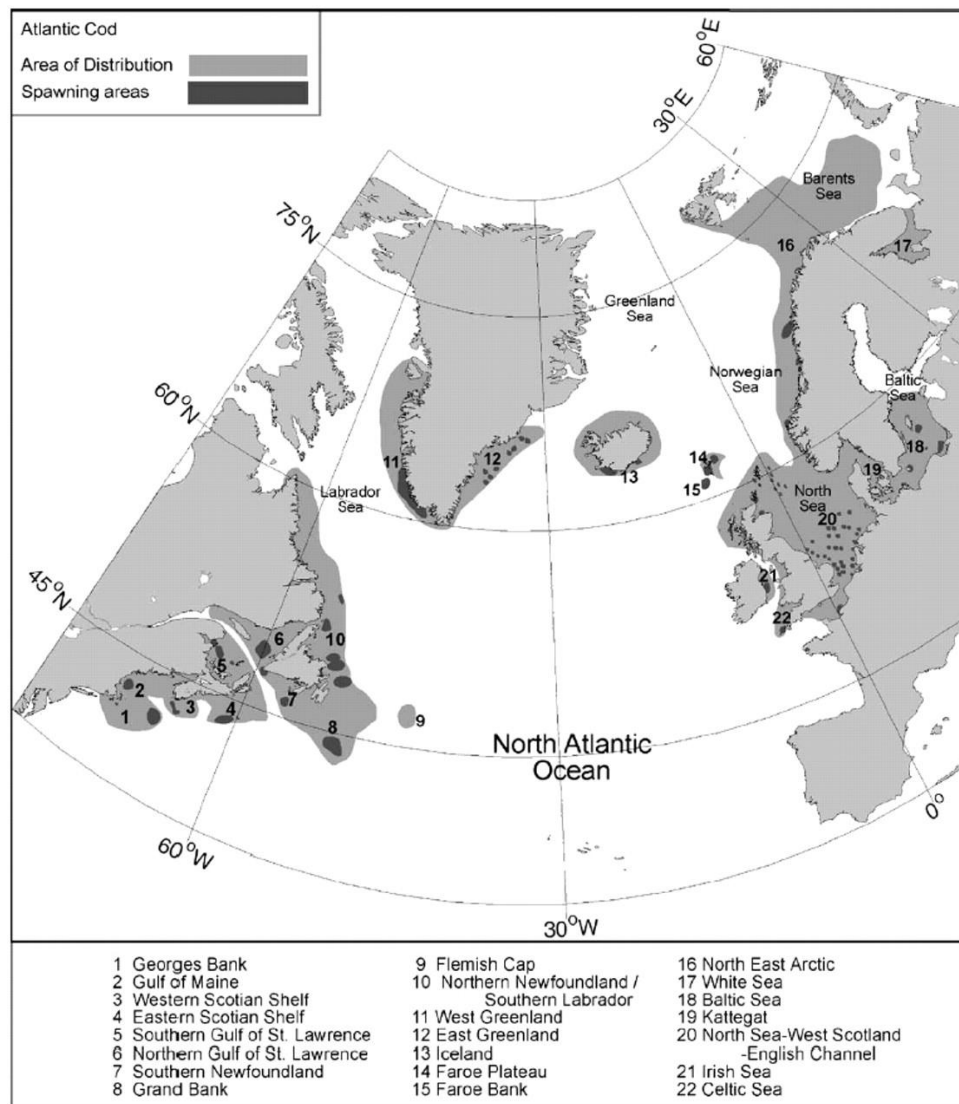 Atlantic Cod
Area of Distribution
Spawning areas
60°E
30°E
Barents
Sea
75°N
16
17
Greenland
Sea
Norwegian
Sea
Baltic
Sea
60°N
11
12
13
14
15
18
19
Labrador
Sea
North
Sea
20
45°N
21
22
10
6
5
2
7
1
3
4
8
9
North Atlantic
Ocean
0°
60°W
30°W
1 Georges Bank
2 Gulf of Maine
3 Western Scotian Shelf
4 Eastern Scotian Shelf
5 Southern Gulf of St. Lawrence
6 Northern Gulf of St. Lawrence
7 Southern Newfoundland
8 Grand Bank
9 Flemish Cap
10 Northern Newfoundland /
Southern Labrador
11 West Greenland
12 East Greenland
13 Iceland
14 Faroe Plateau
15 Faroe Bank
16 North East Arctic
17 White Sea
18 Baltic Sea
19 Kattegat
20 North Sea-West Scotland
-English Channel
21 Irish Sea
22 Celtic Sea